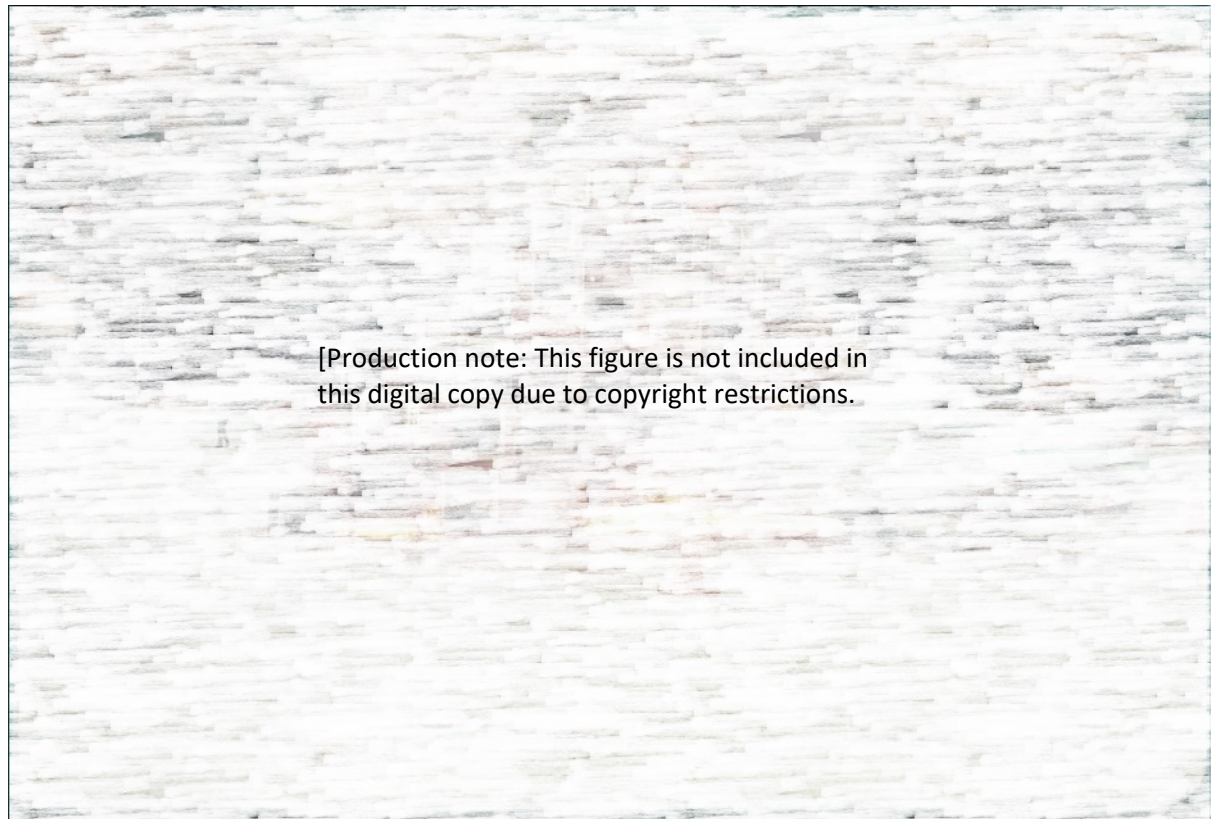 [Production note: This figure is not included in
this digital copy due to copyright restrictions.